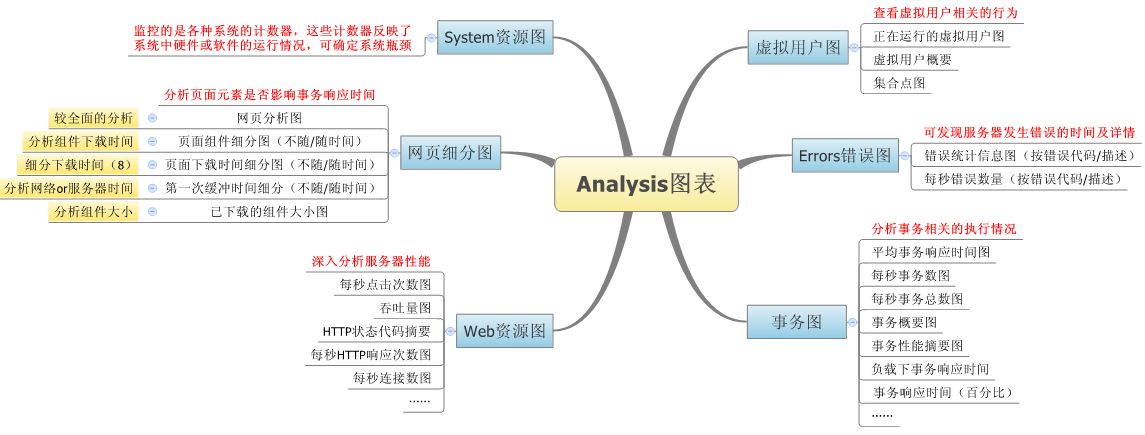 Analysis图表
虚拟用户图
查看虚拟用户相关的行为
正在运行的虚拟用户图
虚拟用户概要
集合点图
Errors错误图
可发现服务器发生错误的时间及详情
错误统计信息图（按错误代码/描述）
每秒错误数量（按错误代码/描述）
事务图
分析事务相关的执行情况
平均事务响应时间图
每秒事务数图
每秒事务总数图
事务概要图
事务性能摘要图
负载下事务响应时间
事务响应时间（百分比）
......
System资源图
监控的是各种系统的计数器，这些计数器反映了
系统中硬件或软件的运行情况，可确定系统瓶颈
网页细分图
分析页面元素是否影响事务响应时间
网页分析图
较全面的分析
页面组件细分图（不随/随时间）
分析组件下载时间
页面下载时间细分图（不随/随时间）
细分下载时间（8）
第一次缓冲时间细分（不随/随时间）
分析网络or服务器时间
已下载的组件大小图
分析组件大小
Web资源图
深入分析服务器性能
每秒点击次数图
吞吐量图
HTTP状态代码摘要
每秒HTTP响应次数图
每秒连接数图
......